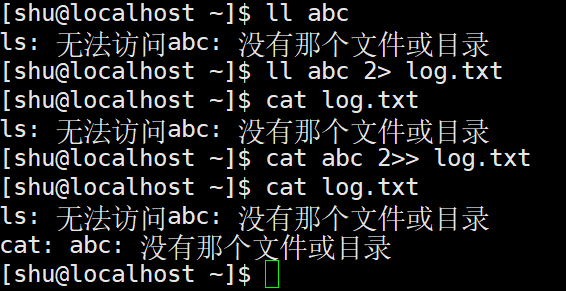 [shu@localhost ~]$ ll abc
ls: 无法访问abc: 没有那个文件或目录
[shu@localhost ~]$ ll abc 2> log.txt
[shu@localhost ~]$ cat log.txt
ls: 无法访问abc: 没有那个文件或目录
[shu@localhost ~]$ cat abc 2>> log.txt
[shu@localhost ~]$ cat log.txt
ls: 无法访问abc: 没有那个文件或目录
cat: abc: 没有那个文件或目录
[shu@localhost ~]$